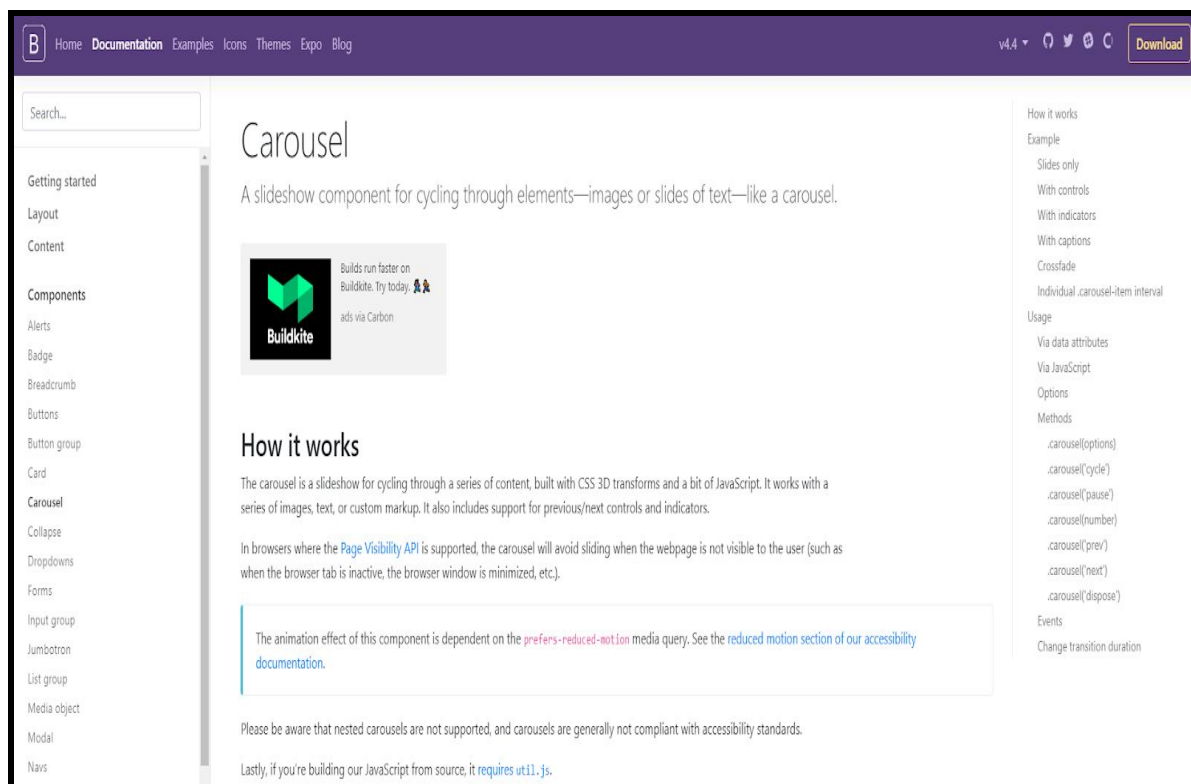 B Home Documentation Examples Icons Themes Expo Blog v4.4 Download
Search...
Getting started
Layout
Content
Components
Alerts
Badge
Breadcrumb
Buttons
Button group
Card
Carousel
Collapse
Dropdowns
Forms
Input group
Jumbotron
List group
Media object
Modal
Navs
Carousel
A slideshow component for cycling through elements—images or slides of text—like a carousel.
Buildkite
Builds run faster on
Buildkite. Try today.
ads via Carbon
How it works
The carousel is a slideshow for cycling through a series of content, built with CSS 3D transforms and a bit of JavaScript. It works with a
series of images, text, or custom markup. It also includes support for previous/next controls and indicators.
In browsers where the Page Visibility API is supported, the carousel will avoid sliding when the webpage is not visible to the user (such as
when the browser tab is inactive, the browser window is minimized, etc.).
The animation effect of this component is dependent on the prefers-reduced-motion media query. See the reduced motion section of our accessibility
documentation.
Please be aware that nested carousels are not supported, and carousels are generally not compliant with accessibility standards.
Lastly, if you're building our JavaScript from source, it requires util.js.
How it works
Example
Slides only
With controls
With indicators
With captions
Crossfade
Individual .carousel-item interval
Usage
Via data attributes
Via JavaScript
Options
Methods
.carousel(options)
.carousel('cycle')
.carousel('pause')
.carousel(number)
.carousel('prev')
.carousel('next')
.carousel('dispose')
Events
Change transition duration